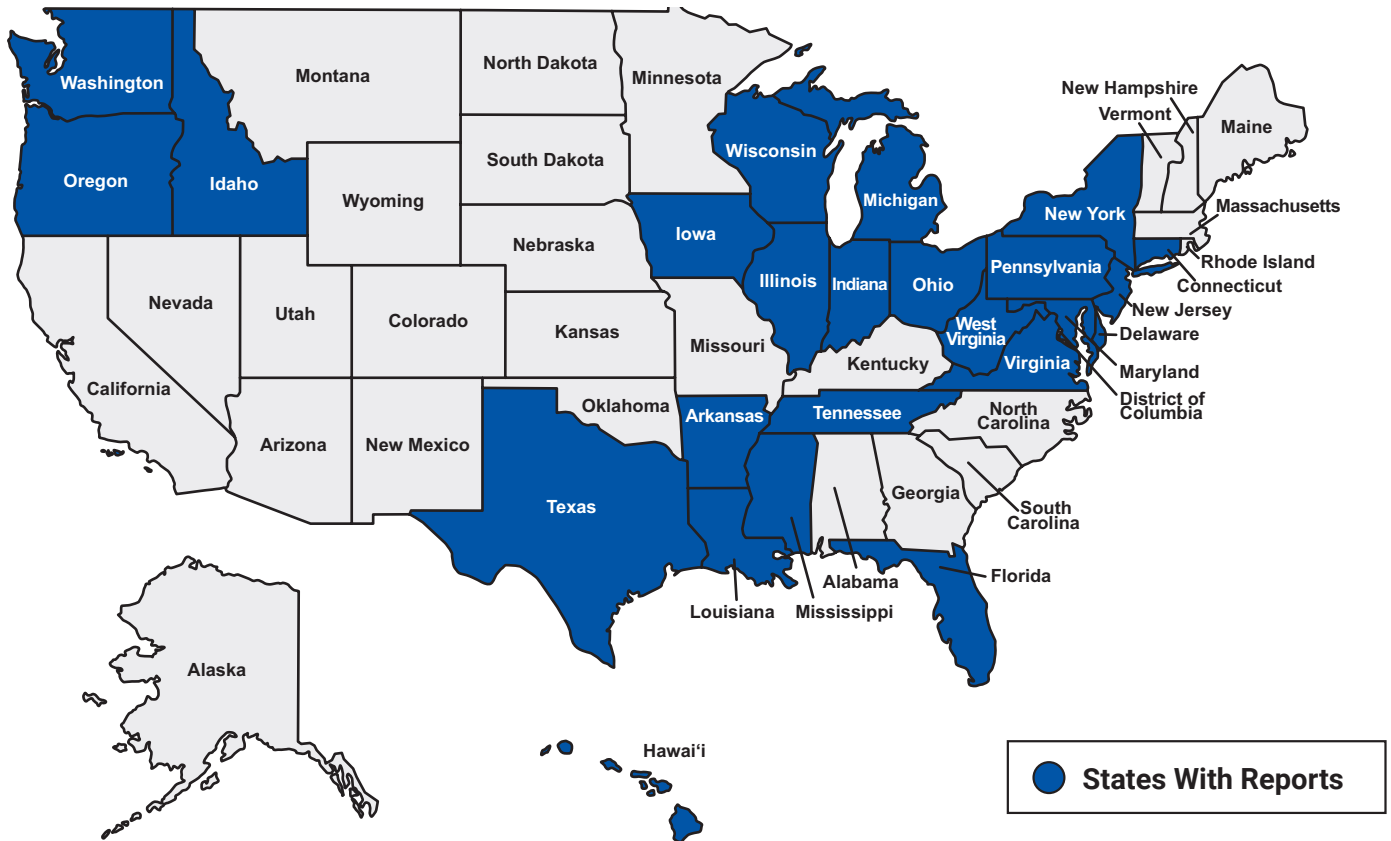 Washington
Montana
North Dakota
Minnesota
New Hampshire
Vermont
Maine
Oregon
Idaho
Wyoming
South Dakota
Wisconsin
Michigan
New York
Massachusetts
Nebraska
Iowa
Illinois
Indiana
Ohio
Pennsylvania
Rhode Island
Connecticut
New Jersey
Delaware
Nevada
Utah
Colorado
Kansas
Missouri
Kentucky
West
Virginia
Virginia
Maryland
District of
Columbia
California
Arizona
New Mexico
Oklahoma
Arkansas
Tennessee
North
Carolina
Texas
Georgia
South
Carolina
Louisiana
Mississippi
Alabama
Florida
Alaska
Hawaiʻi
States With Reports